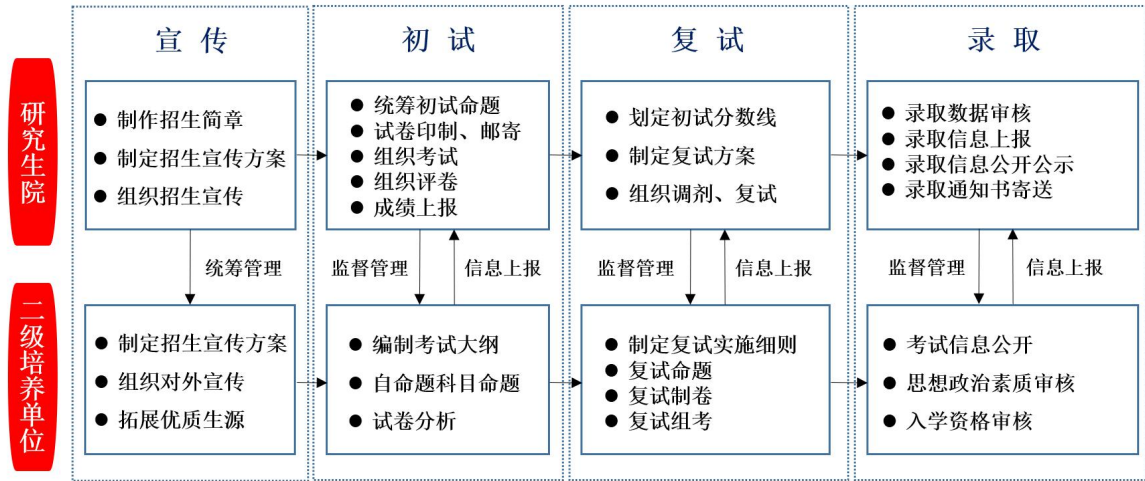 宣 传
初 试
复 试
录 取
研究生院
● 制作招生简章
● 制定招生宣传方案
● 组织招生宣传
● 统筹初试命题
● 试卷印制、邮寄
● 组织考试
● 组织评卷
● 成绩上报
● 划定初试分数线
● 制定复试方案
● 组织调剂、复试
● 录取数据审核
● 录取信息上报
● 录取信息公开公示
● 录取通知书寄送
统筹管理
监督管理
信息上报
监督管理
信息上报
监督管理
信息上报
二级培养单位
● 制定招生宣传方案
● 组织对外宣传
● 拓展优质生源
● 编制考试大纲
● 自命题科目命题
● 试卷分析
● 制定复试实施细则
● 复试命题
● 复试制卷
● 复试组考
● 考试信息公开
● 思想政治素质审核
● 入学资格审核